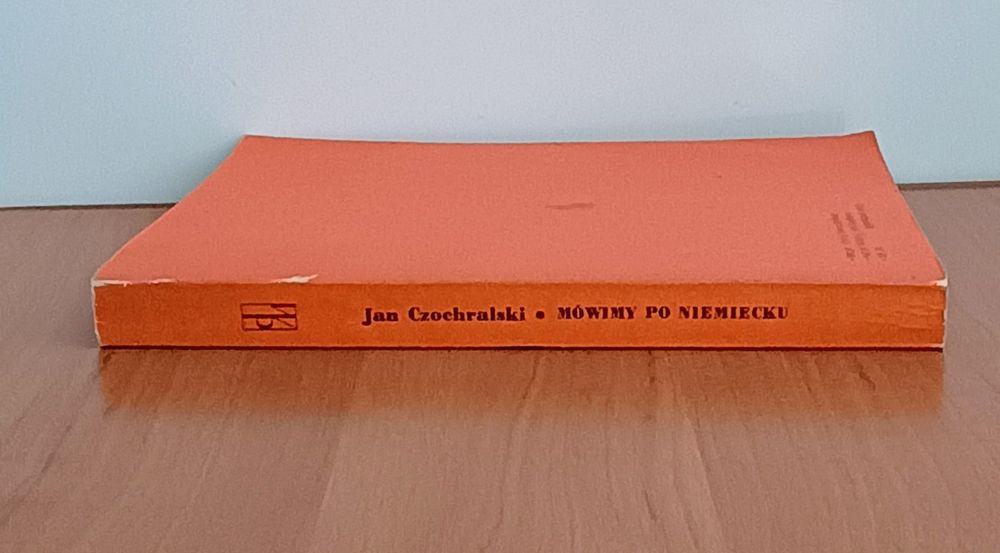 Jan Czochralski • MÓWIMY PO NIEMIECKU